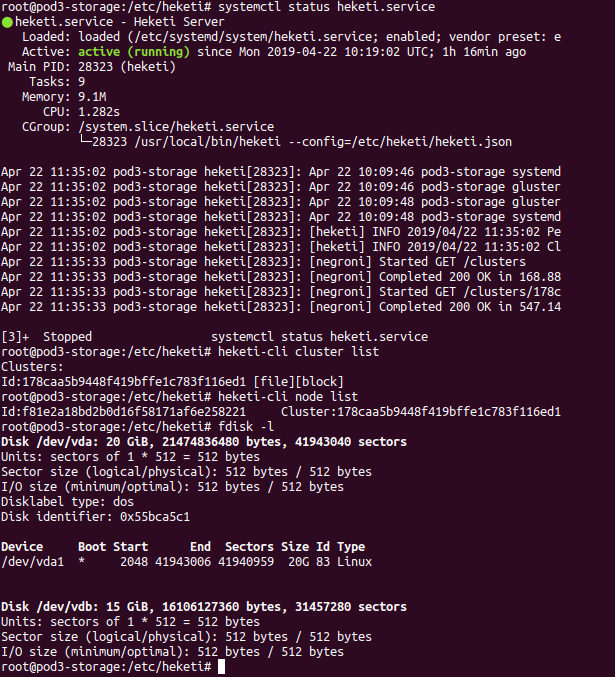 root@pod3-storage:/etc/heketi# systemctl status heketi.service
● heketi.service - Heketi Server
   Loaded: loaded (/etc/systemd/system/heketi.service; enabled; vendor preset: e
   Active: active (running) since Mon 2019-04-22 10:19:02 UTC; 1h 16min ago
 Main PID: 28323 (heketi)
    Tasks: 9
   Memory: 9.1M
      CPU: 1.282s
   CGroup: /system.slice/heketi.service
           └─28323 /usr/local/bin/heketi --config=/etc/heketi/heketi.json
Apr 22 11:35:02 pod3-storage heketi[28323]: Apr 22 10:09:46 pod3-storage systemd
Apr 22 11:35:02 pod3-storage heketi[28323]: Apr 22 10:09:46 pod3-storage gluster
Apr 22 11:35:02 pod3-storage heketi[28323]: Apr 22 10:09:48 pod3-storage gluster
Apr 22 11:35:02 pod3-storage heketi[28323]: Apr 22 10:09:48 pod3-storage systemd
Apr 22 11:35:02 pod3-storage heketi[28323]: [heketi] INFO 2019/04/22 11:35:02 Pe
Apr 22 11:35:02 pod3-storage heketi[28323]: [heketi] INFO 2019/04/22 11:35:02 Cl
Apr 22 11:35:33 pod3-storage heketi[28323]: [negroni] Started GET /clusters
Apr 22 11:35:33 pod3-storage heketi[28323]: [negroni] Completed 200 OK in 168.88
Apr 22 11:35:33 pod3-storage heketi[28323]: [negroni] Started GET /clusters/178c
Apr 22 11:35:33 pod3-storage heketi[28323]: [negroni] Completed 200 OK in 547.14
[3]+  Stopped                 systemctl status heketi.service
root@pod3-storage:/etc/heketi# heketi-cli cluster list
Clusters:
Id:178caa5b9448f419bffe1c783f116ed1 [file][block]
root@pod3-storage:/etc/heketi# heketi-cli node list
Id:f81e2a18bd2b0d16f58171af6e258221     Cluster:178caa5b9448f419bffe1c783f116ed1
root@pod3-storage:/etc/heketi# fdisk -l
Disk /dev/vda: 20 GiB, 21474836480 bytes, 41943040 sectors
Units: sectors of 1 * 512 = 512 bytes
Sector size (logical/physical): 512 bytes / 512 bytes
I/O size (minimum/optimal): 512 bytes / 512 bytes
Disklabel type: dos
Disk identifier: 0x55bca5c1
Device     Boot Start      End  Sectors Size Id Type
/dev/vda1  *     2048 41943006 41940959  20G 83 Linux
Disk /dev/vdb: 15 GiB, 16106127360 bytes, 31457280 sectors
Units: sectors of 1 * 512 = 512 bytes
Sector size (logical/physical): 512 bytes / 512 bytes
I/O size (minimum/optimal): 512 bytes / 512 bytes
root@pod3-storage:/etc/heketi#